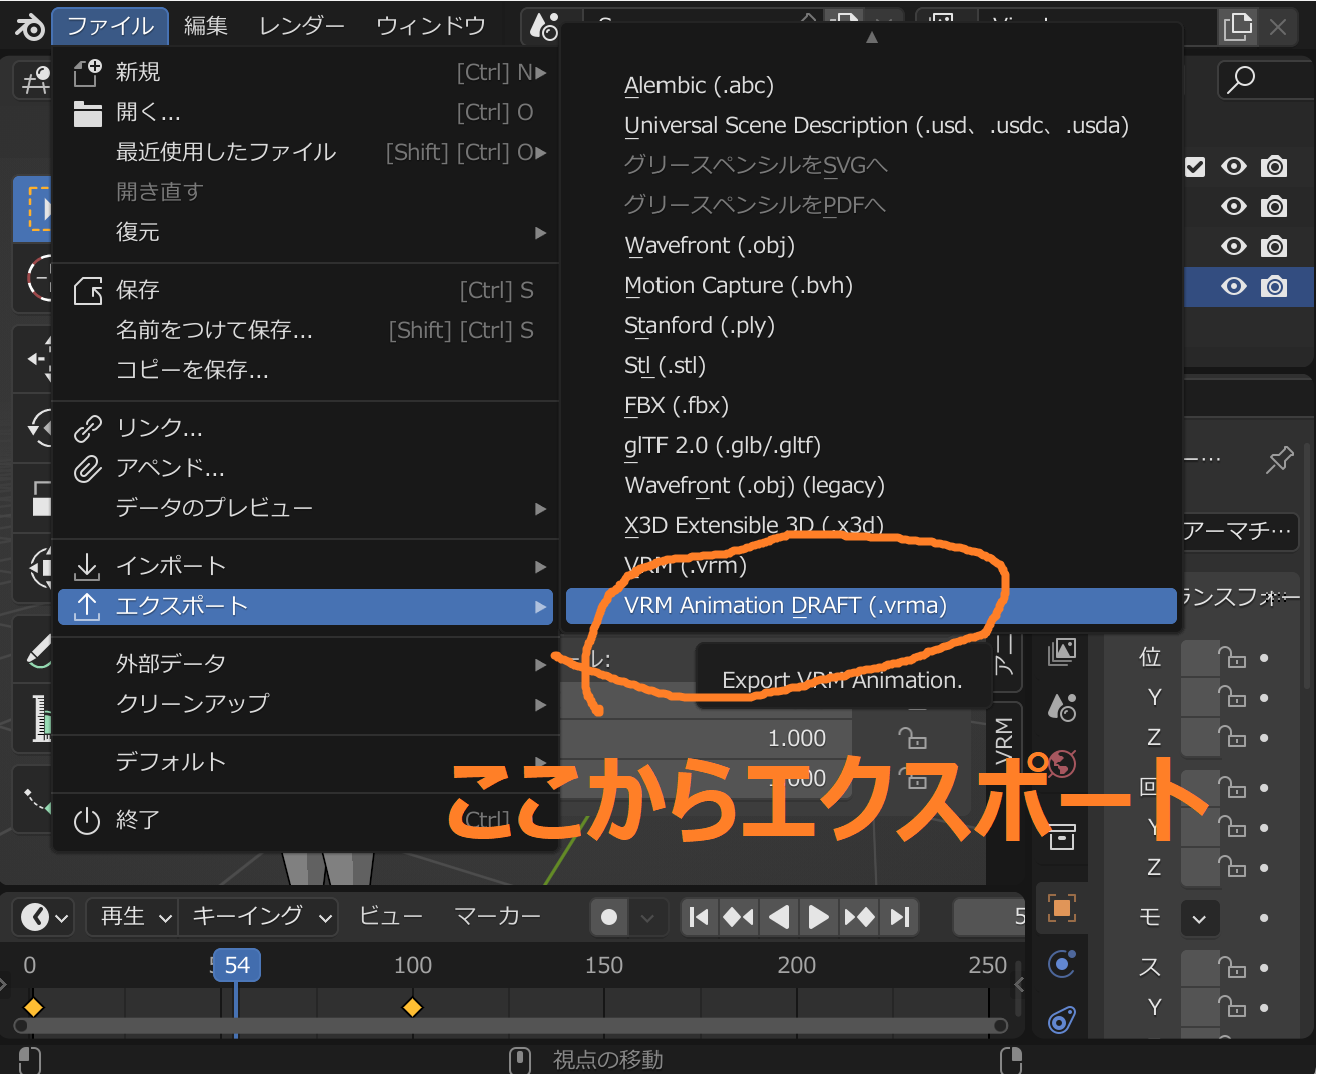 ファイル 編集 レンダー ウィンドウ
新規 [Ctrl] N
開く... [Ctrl] O
最近使用したファイル [Shift] [Ctrl] O
開き直す
復元
保存 [Ctrl] S
名前をつけて保存... [Shift] [Ctrl] S
コピーを保存...
リンク...
アペンド...
データのプレビュー
インポート
エクスポート
外部データ
クリーンアップ
デフォルト
終了 [Ctrl]
Alembic (.abc)
Universal Scene Description (.usd、.usdc、.usda)
グリースペンシルをSVGへ
グリースペンシルをPDFへ
Wavefront (.obj)
Motion Capture (.bvh)
Stanford (.ply)
Stl (.stl)
FBX (.fbx)
glTF 2.0 (.glb/.gltf)
Wavefront (.obj) (legacy)
X3D Extensible 3D (.x3d)
VRM (.vrm)
VRM Animation DRAFT (.vrma)
Export VRM Animation.
ール:
1.000
1.000
アニ
VRM
ここからエクスポート
ー…
アーマチ…
ランスフォー
位
Y
Z
回
Y
Z
モ
ス
Y
再生 キーイング ビュー マーカー 5
0 54 100 150 200 250
視点の移動